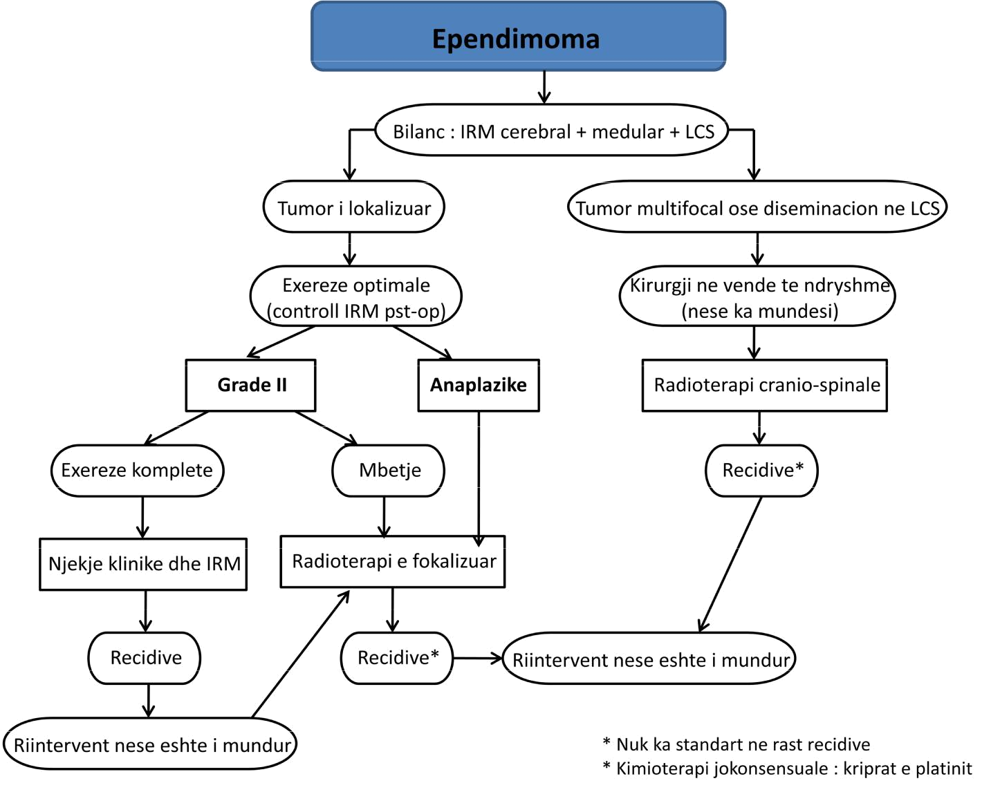 Ependimoma
Bilanc : IRM cerebral + medular + LCS
Tumor i lokalizuar
Tumor multifocal ose diseminacion ne LCS
Exereze optimale
(controll IRM pst-op)
Kirurgji ne vende te ndryshme
(nese ka mundesi)
Grade II
Anaplazike
Radioterapi cranio-spinale
Exereze komplete
Mbetje
Recidive*
Njekje klinike dhe IRM
Radioterapi e fokalizuar
Recidive
Recidive*
Riintervent nese eshte i mundur
Riintervent nese eshte i mundur
* Nuk ka standart ne rast recidive
* Kimioterapi jokonsensuale : kriprat e platinit